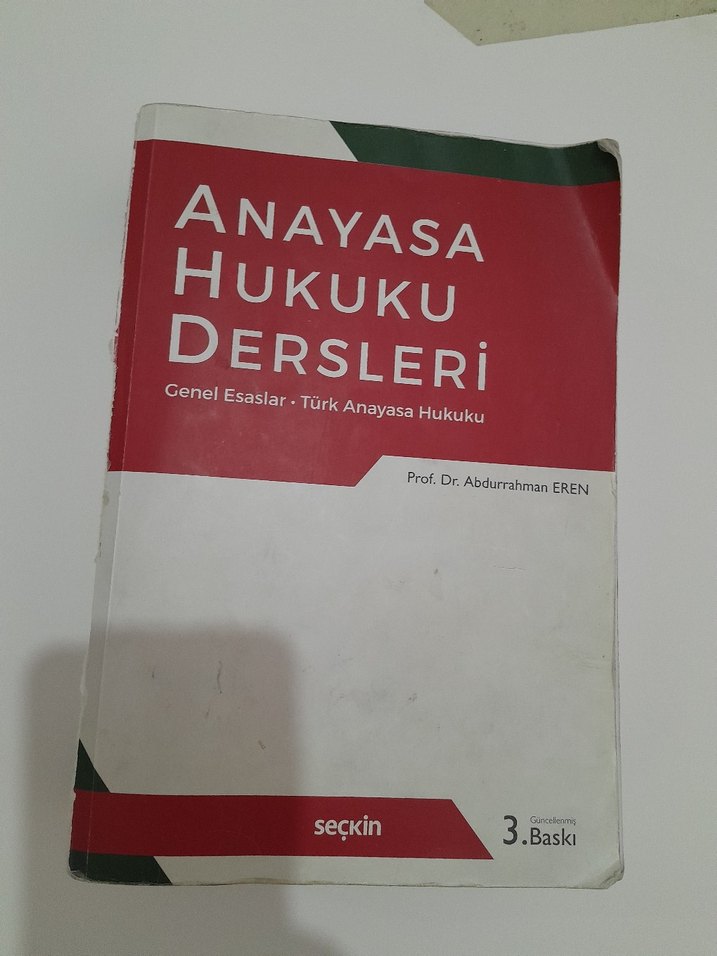 ANAYASA
HUKUKU
DERSLERİ
Genel Esaslar • Türk Anayasa Hukuku
Prof. Dr. Abdurrahman EREN
seçkin
Güncellenmiş
3.Baskı